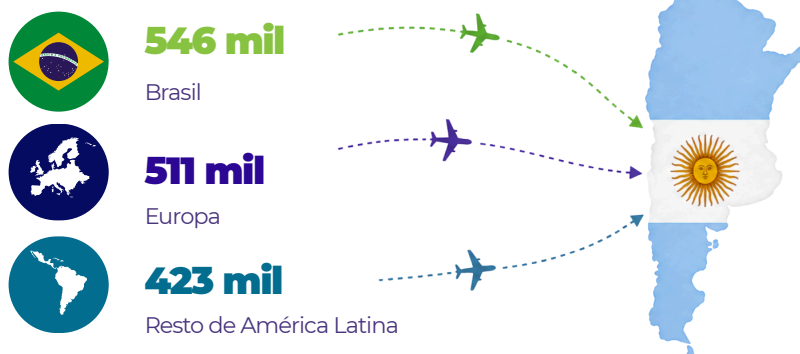 546 mil
Brasil
511 mil
Europa
423 mil
Resto de América Latina